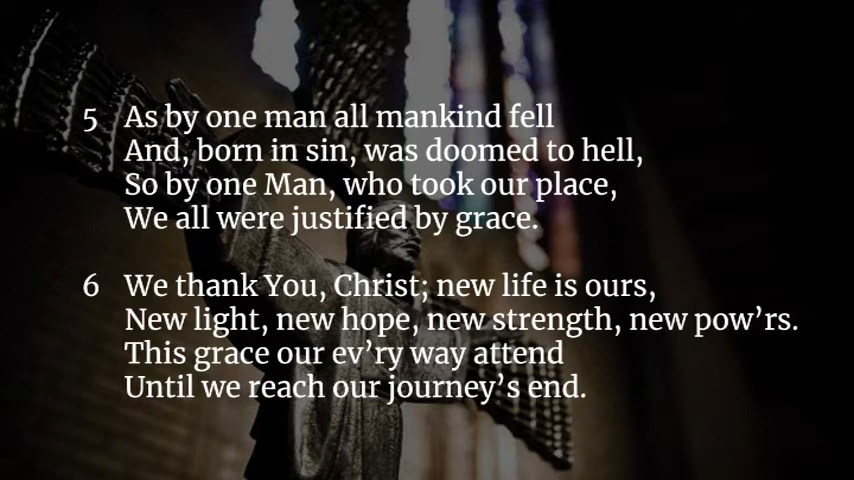 5 As by one man all mankind fell
And, born in sin, was doomed to hell,
So by one Man, who took our place,
We all were justified by grace.
6 We thank You, Christ; new life is ours,
New light, new hope, new strength, new pow’rs.
This grace our ev’ry way attend
Until we reach our journey’s end.